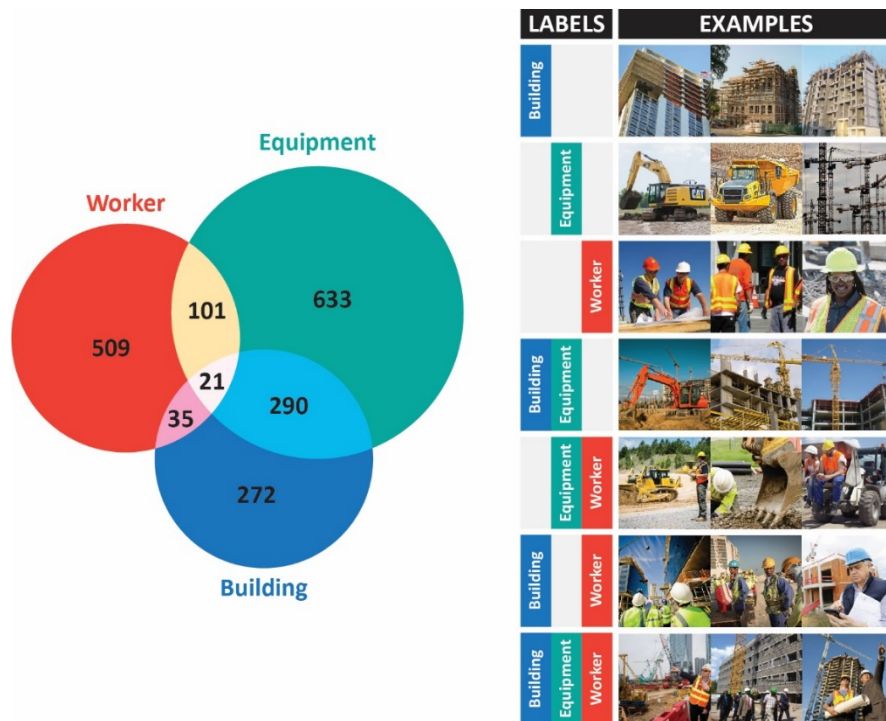 LABELS
EXAMPLES
Equipment
Worker
509
101
633
21
35
290
272
Building
Building
Equipment
CAT
Worker
Building
Equipment
Equipment
Worker
Building
Worker
Building
Equipment
Worker